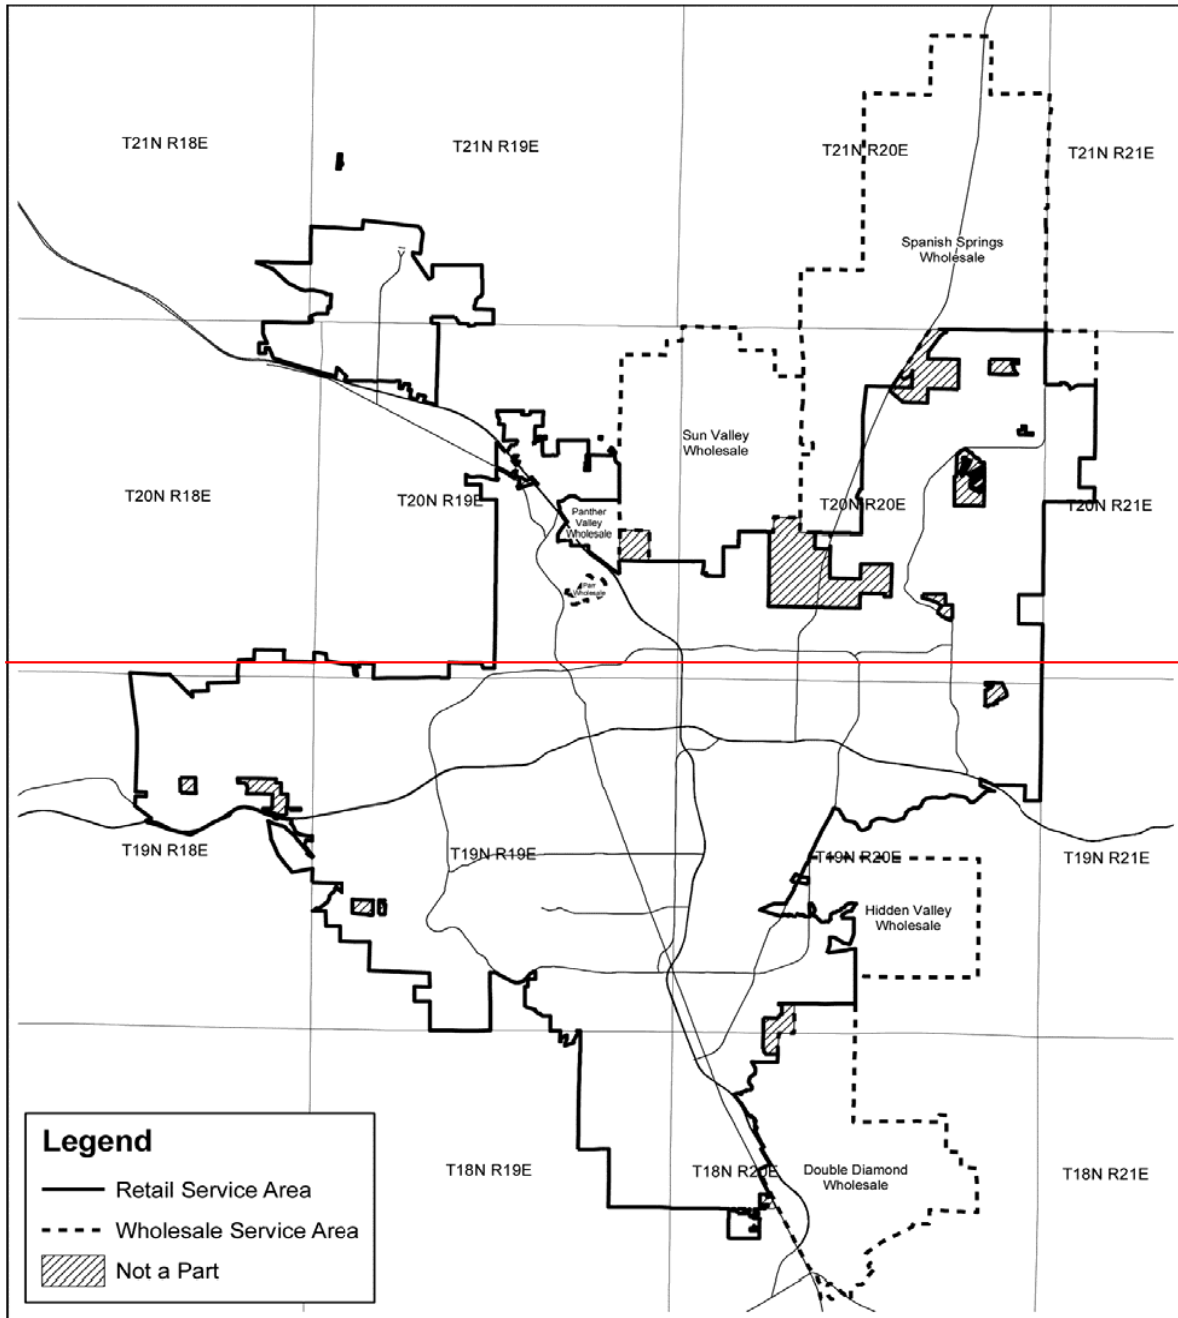 T21N R18E
T21N R19E
T21N R20E
T21N R21E
Spanish Springs
Wholesale
Sun Valley
Wholesale
T20N R18E
T20N R19E
T20N R20E
T20N R21E
Panther
Valley
Wholesale
Parr
Wholesale
T19N R18E
T19N R19E
T19N R20E
T19N R21E
Hidden Valley
Wholesale
T18N R19E
T18N R20E
Double Diamond
Wholesale
T18N R21E
Legend
Retail Service Area
Wholesale Service Area
Not a Part